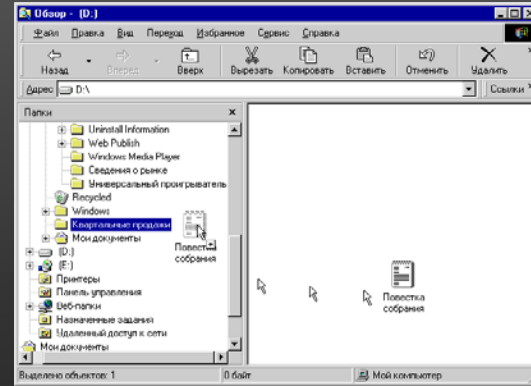 Обзор - (D:)
Файл Правка Вид Переход Избранное Сервис Справка
Назад Вперед Вверх Вырезать Копировать Вставить Отменить Удалить
Адрес D:\ Ссылки
Папки
Uninstall Information
Web Publish
Windows Media Player
Сведения о рынке
Универсальный проигрыватель
Recycled
Windows
Квартальные продажи
Мои документы
(D:)
(E:)
Принтеры
Панель управления
Веб-папки
Назначенные задания
Удаленный доступ к сети
Мои документы
Повестка
собрания
Повестка
собрания
Выделено объектов: 1 0 байт Мой компьютер